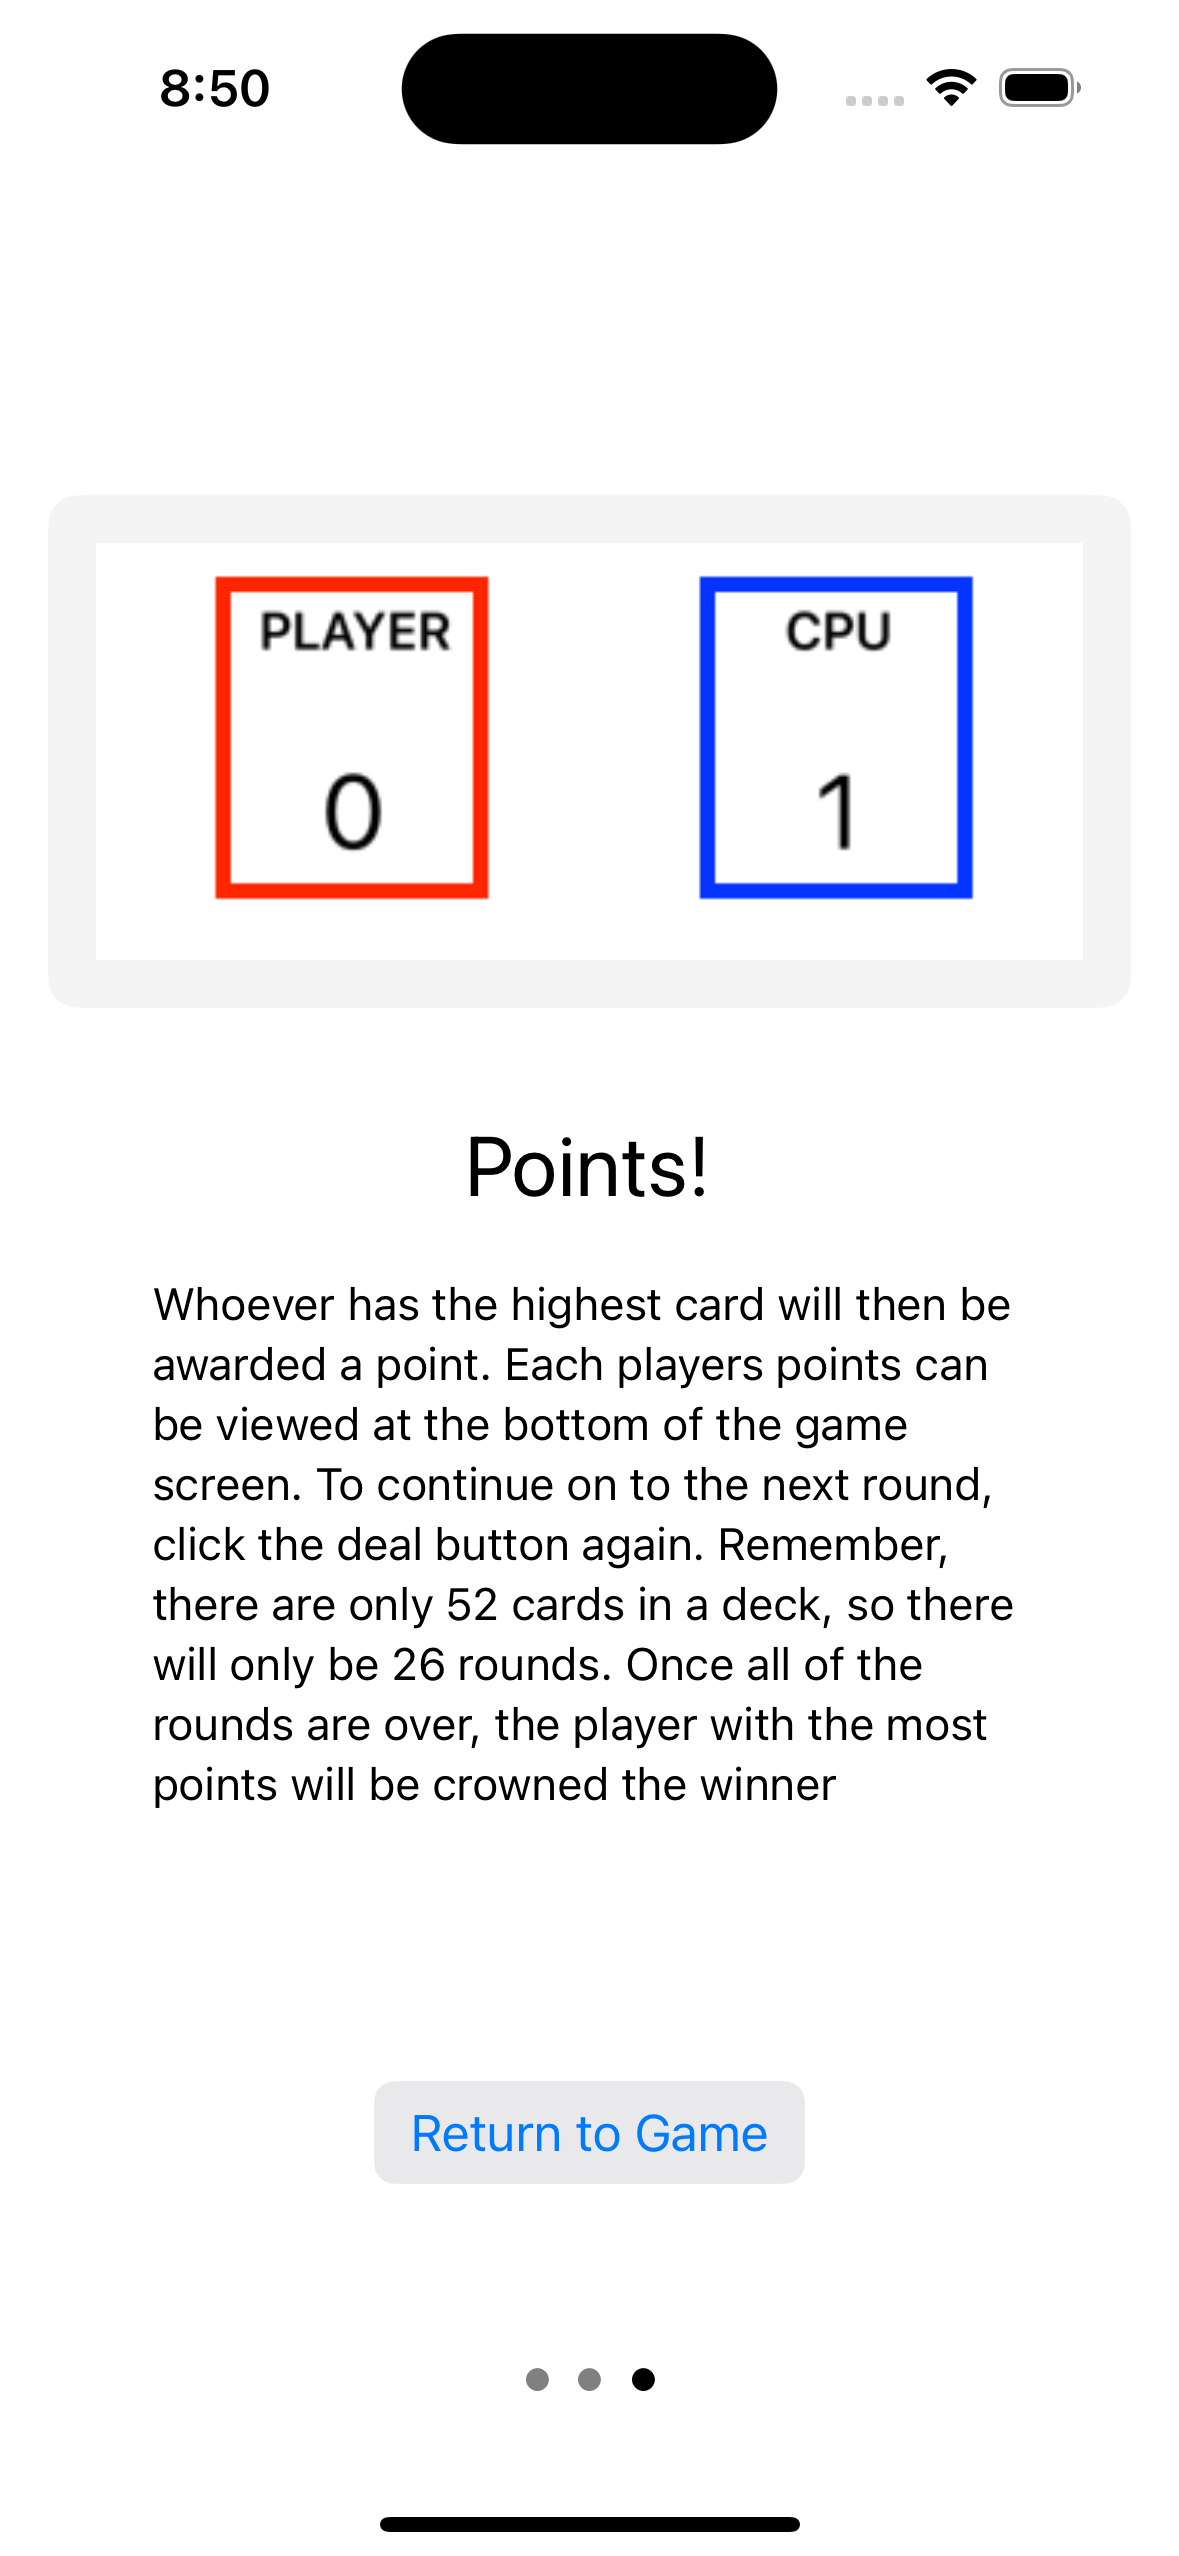 8:50
PLAYER
CPU
0
1
Points!
Whoever has the highest card will then be
awarded a point. Each players points can
be viewed at the bottom of the game
screen. To continue on to the next round,
click the deal button again. Remember,
there are only 52 cards in a deck, so there
will only be 26 rounds. Once all of the
rounds are over, the player with the most
points will be crowned the winner
Return to Game